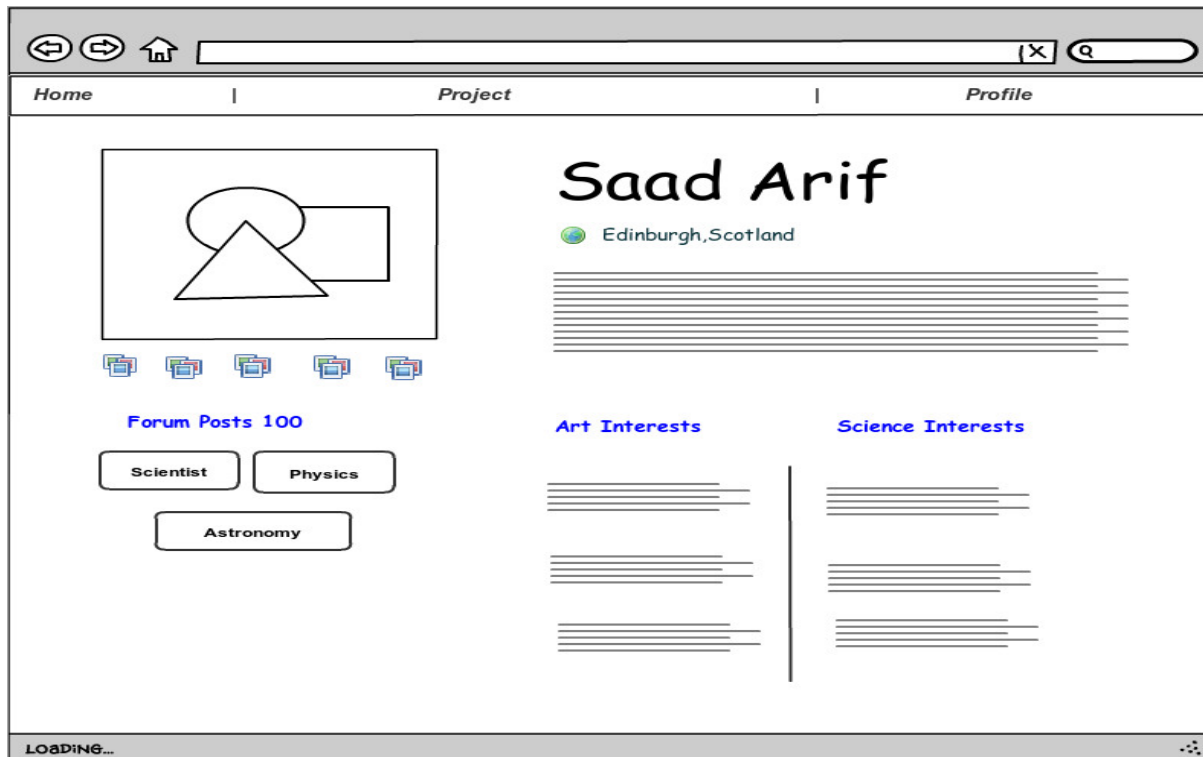 Home | Project | Profile
Saad Arif
Edinburgh,Scotland
Forum Posts 100
Scientist
Physics
Astronomy
Art Interests
Science Interests
LOADING...